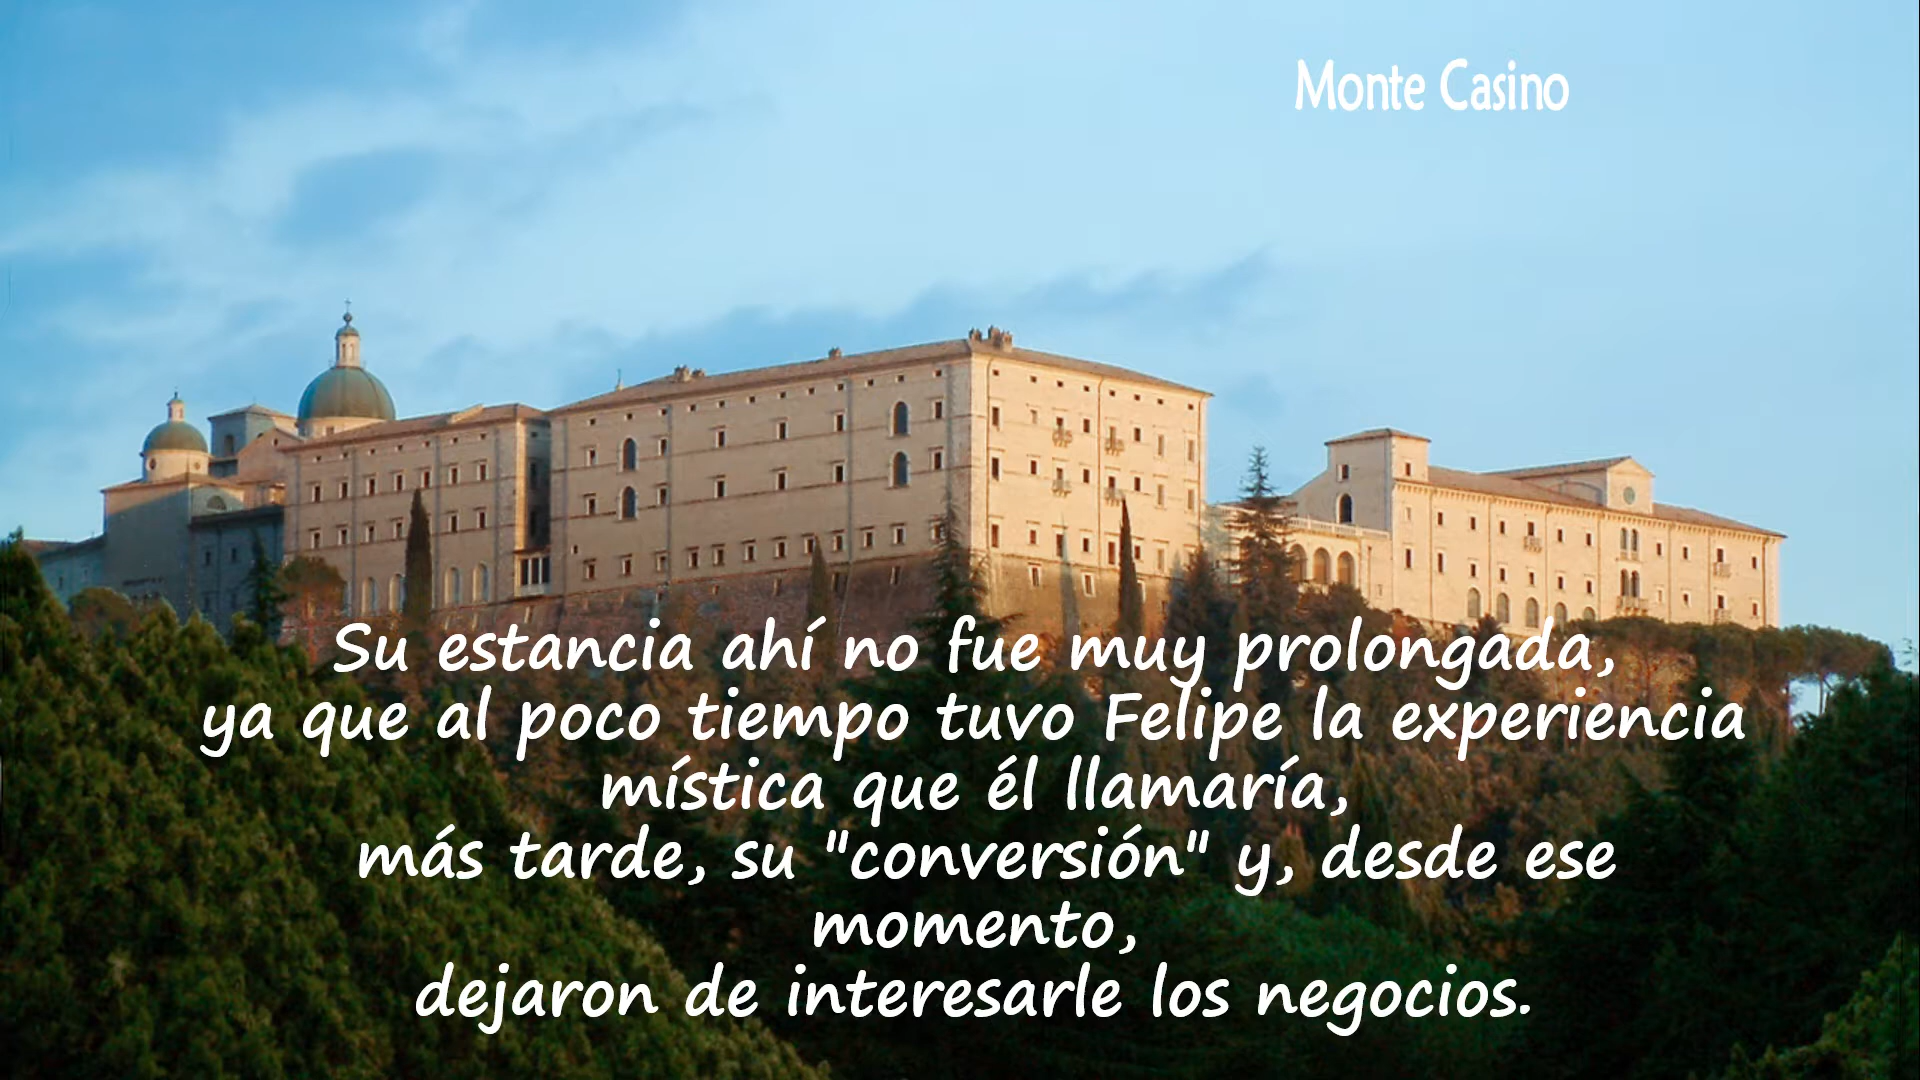 Monte Casino
Su estancia ahí no fue muy prolongada,
ya que al poco tiempo tuvo Felipe la experiencia
mística que él llamaría,
más tarde, su "conversión" y, desde ese
momento,
dejaron de interesarle los negocios.